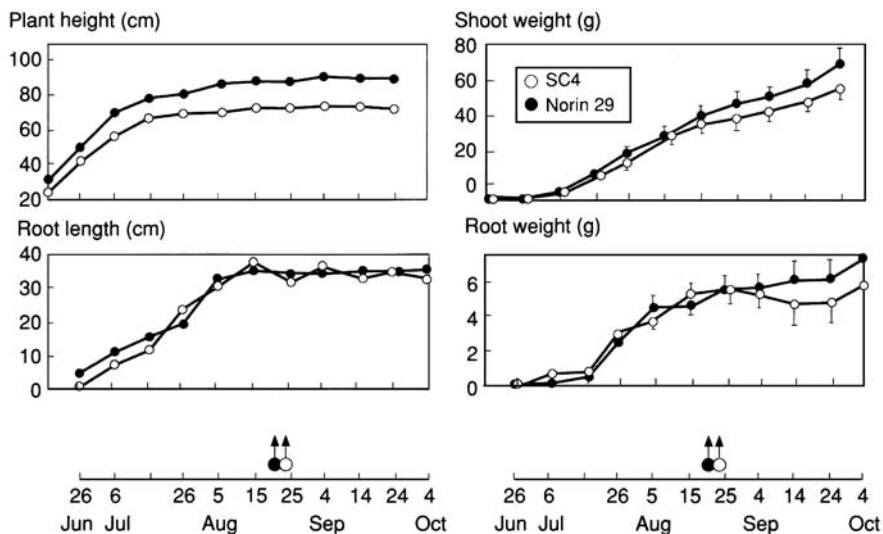 Plant height (cm)
100
80
60
40
20
Shoot weight (g)
80
60
40
20
0
SC4
Norin 29
Root length (cm)
40
30
20
10
0
Root weight (g)
6
4
2
0
26 6 26 5 15 25 4 14 24 4
Jun Jul Aug Sep Oct
26 6 26 5 15 25 4 14 24 4
Jun Jul Aug Sep Oct